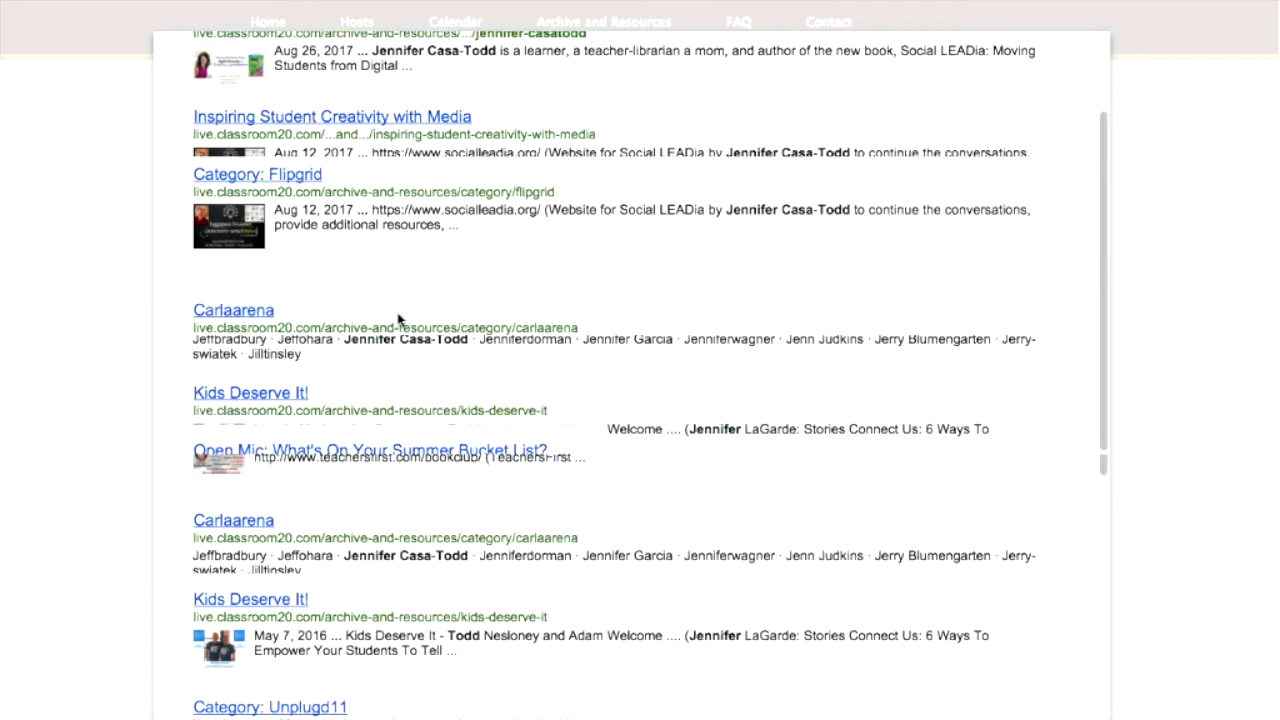 Home Hosts Calendar Archive and Resources FAQ Contact
live.classroom20.com/archive-and-resources/.../jennifer-casatodd
Aug 26, 2017 ... Jennifer Casa-Todd is a learner, a teacher-librarian a mom, and author of the new book, Social LEADia: Moving
Students from Digital ...
Inspiring Student Creativity with Media
live.classroom20.com/...and.../inspiring-student-creativity-with-media
Aug 12, 2017 ... https://www.socialleadia.org/ (Website for Social LEADia by Jennifer Casa-Todd to continue the conversations,
Category: Flipgrid
live.classroom20.com/archive-and-resources/category/flipgrid
Aug 12, 2017 ... https://www.socialleadia.org/ (Website for Social LEADia by Jennifer Casa-Todd to continue the conversations,
provide additional resources, ...
Carlaarena
live.classroom20.com/archive-and-resources/category/carlaarena
Jeffbradbury · Jeffohara · Jennifer Casa-Todd · Jenniferdorman · Jennifer Garcia · Jenniferwagner · Jenn Judkins · Jerry Blumengarten · Jerry-
swiatek · Jilltinsley
Kids Deserve It!
live.classroom20.com/archive-and-resources/kids-deserve-it
Welcome .... (Jennifer LaGarde: Stories Connect Us: 6 Ways To
Open Mic: What's On Your Summer Bucket List?
http://www.teachersfirst.com/bookclub/ (TeachersFirst ...
Carlaarena
live.classroom20.com/archive-and-resources/category/carlaarena
Jeffbradbury · Jeffohara · Jennifer Casa-Todd · Jenniferdorman · Jennifer Garcia · Jenniferwagner · Jenn Judkins · Jerry Blumengarten · Jerry-
swiatek · Jilltinsley
Kids Deserve It!
live.classroom20.com/archive-and-resources/kids-deserve-it
May 7, 2016 ... Kids Deserve It - Todd Nesloney and Adam Welcome .... (Jennifer LaGarde: Stories Connect Us: 6 Ways To
Empower Your Students To Tell ...
Category: Unplugd11